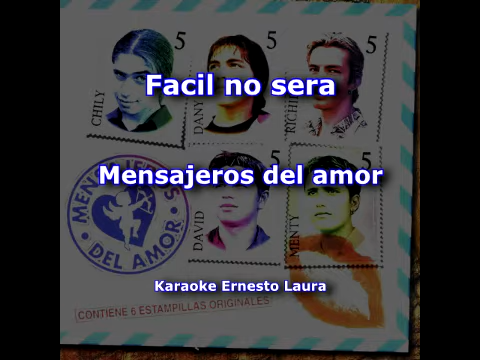 5
5
5
CHILY
DANY
RICHI
Facil no sera
Mensajeros del amor
5
5
MENSAJEROS
DEL AMOR
DAVID
MENTY
Karaoke Ernesto Laura
CONTIENE 6 ESTAMPILLAS ORIGINALES